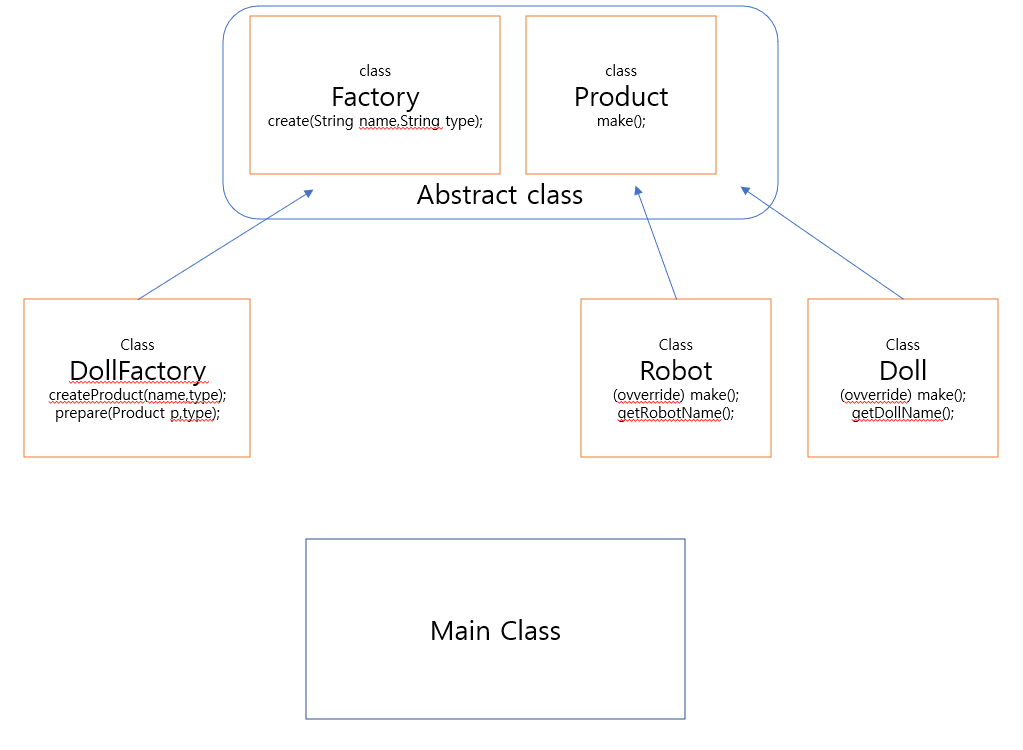 class
Factory
create(String name,String type);
class
Product
make();
Abstract class
Class
DollFactory
createProduct(name,type);
prepare(Product p,type);
Class
Robot
(ovverride) make();
getRobotName();
Class
Doll
(ovverride) make();
getDollName();
Main Class